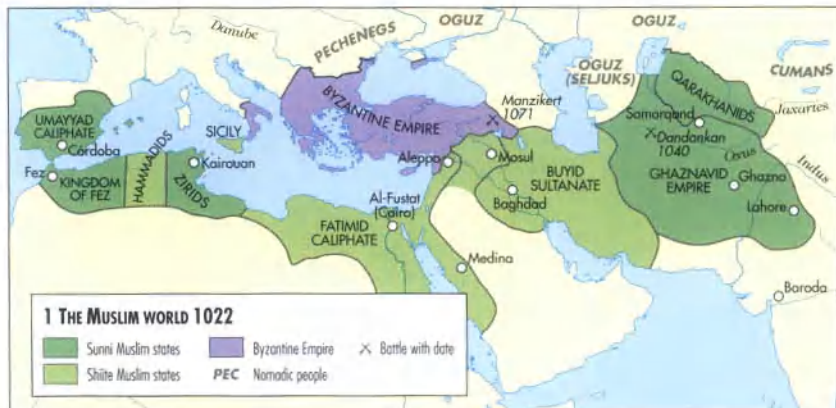 OGUZ
OGUZ
Danube
PECHENEGS
OGUZ
(SELJUKS)
CUMANS
QARAKHANIDS
BYZANTINE EMPIRE
Manzikert
1071
Samarqand
Jaxartes
UMAYYAD
CALIPHATE
Córdoba
SICILY
Dandankan
1040
Oxus
Indus
Fez
HAMMADIDS
Kairouan
Aleppo
Mosul
KINGDOM
OF FEZ
ZIRIDS
BUYID
SULTANATE
GHAZNAVID
EMPIRE
Ghazna
Al-Fustat
(Cairo)
Baghdad
Lahore
FATIMID
CALIPHATE
Medina
Baroda
1 THE MUSLIM WORLD 1022
Sunni Muslim states
Byzantine Empire
Battle with date
Shiite Muslim states
PEC Nomadic people